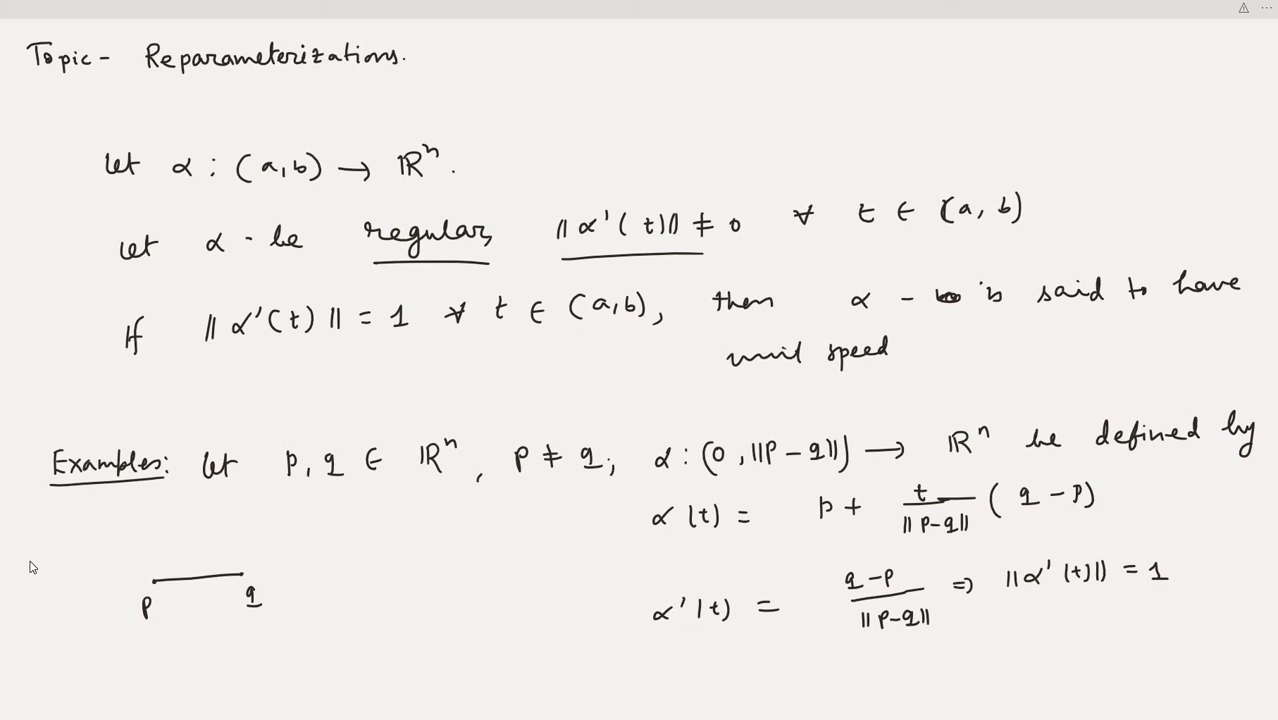 Topic - Reparameterizations.
let α : (a, b) → ℝⁿ.
let α - be regular, ||α'(t)|| ≠ 0 ∀ t ∈ (a, b)
If ||α'(t)|| = 1 ∀ t ∈ (a,b), then α - is said to have
unit speed
Examples: let p, q ∈ ℝⁿ, p ≠ q; α : (0, ||p - q||) → ℝⁿ be defined by
α(t) = p + t/||p-q|| (q - p)
p q
α'(t) = q-p/||p-q|| ⇒ ||α'(t)|| = 1